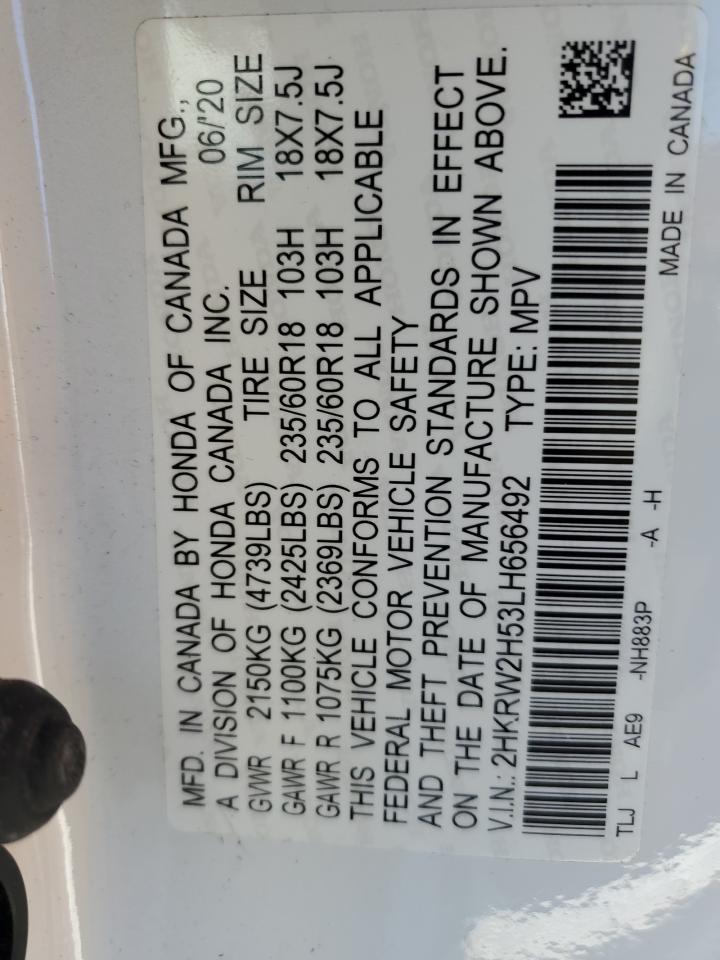 MFD. IN CANADA BY HONDA OF CANADA MFG.,
A DIVISION OF HONDA CANADA INC. 06/'20
GVWR 2150KG (4739LBS) TIRE SIZE RIM SIZE
GAWR F 1100KG (2425LBS) 235/60R18 103H 18X7.5J
GAWR R 1075KG (2369LBS) 235/60R18 103H 18X7.5J
THIS VEHICLE CONFORMS TO ALL APPLICABLE
FEDERAL MOTOR VEHICLE SAFETY
AND THEFT PREVENTION STANDARDS IN EFFECT
ON THE DATE OF MANUFACTURE SHOWN ABOVE.
V.I.N.: 2HKRW2H53LH656492 TYPE: MPV
TLJ L AE9 -NH883P -A -H MADE IN CANADA